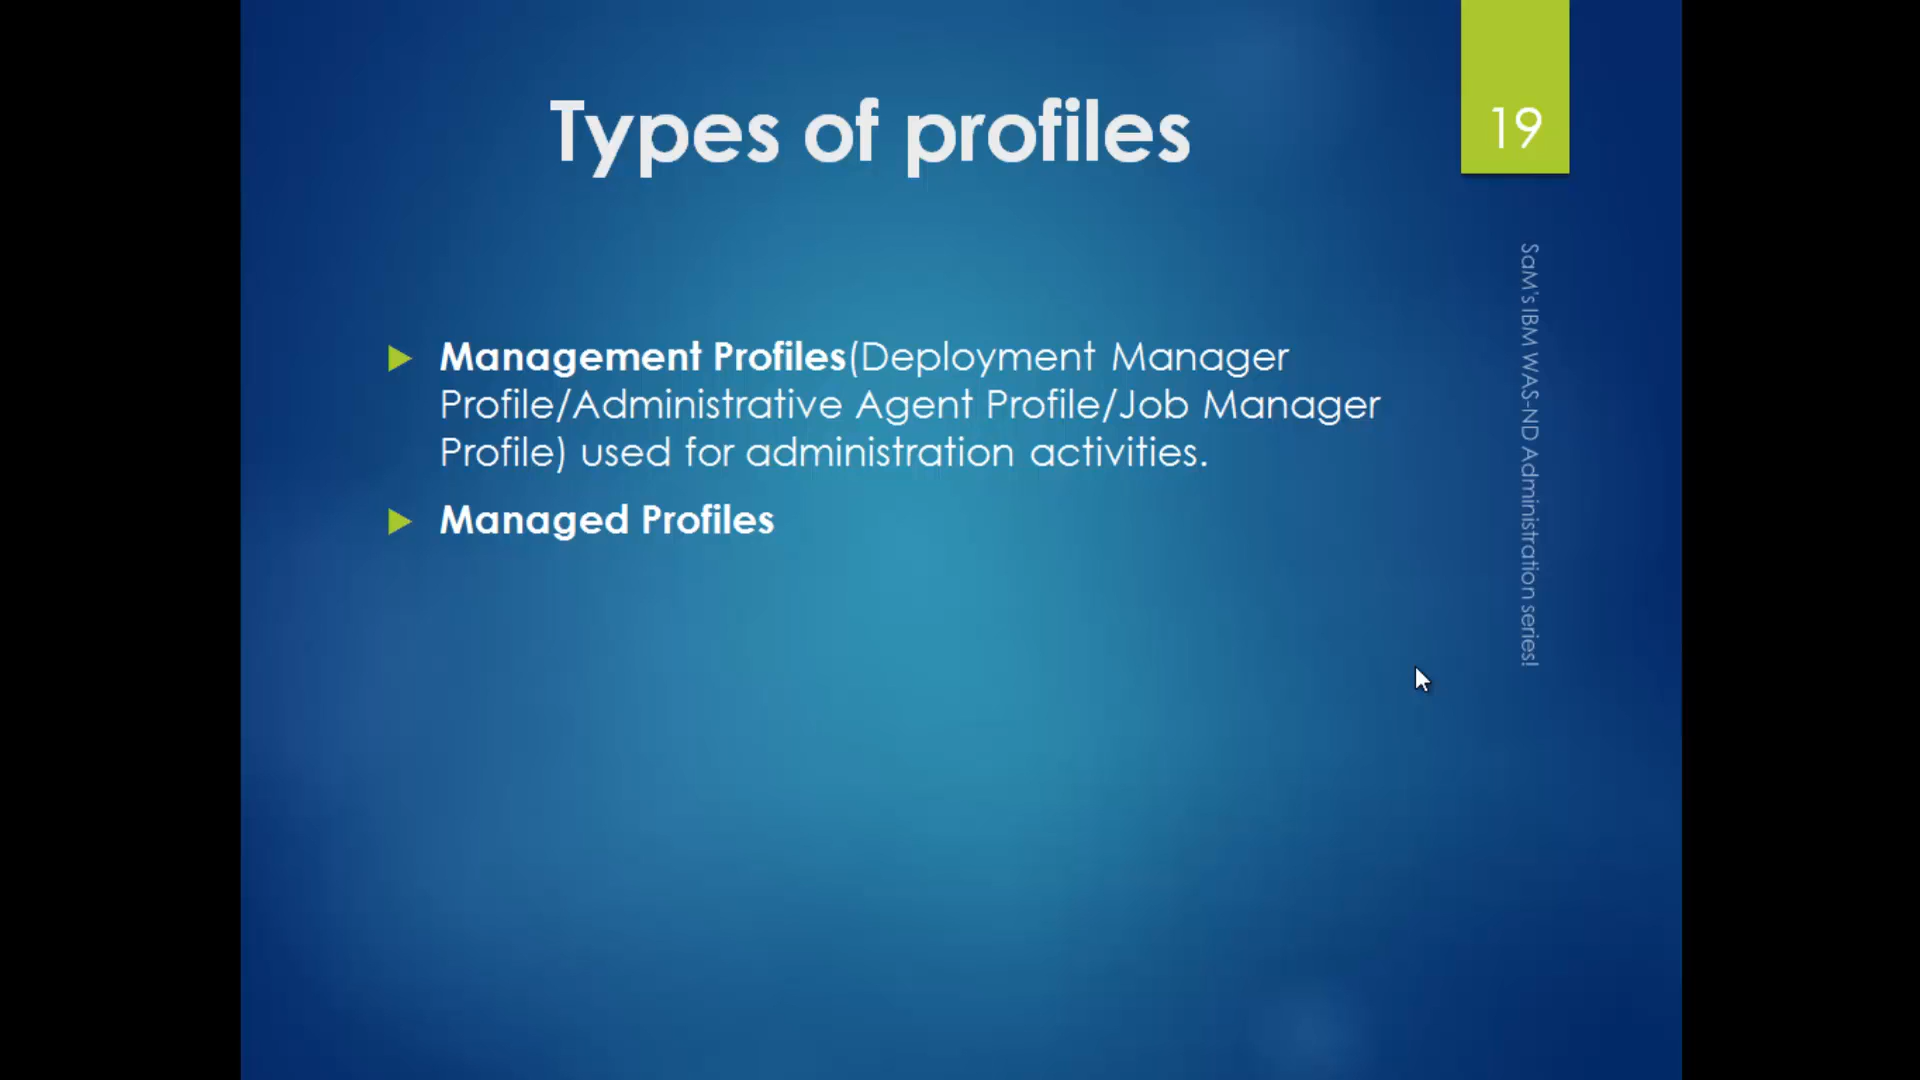 Types of profiles
19
Management Profiles(Deployment Manager
Profile/Administrative Agent Profile/Job Manager
Profile) used for administration activities.
Managed Profiles
SaM's IBM WAS-ND Administration series!